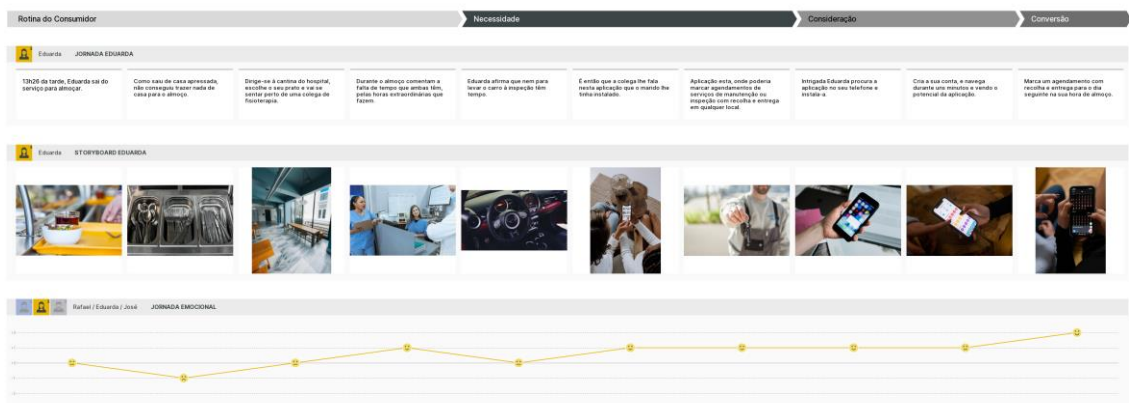 Rotina do Consumidor
Necessidade
Consideração
Conversão
Eduarda JORNADA EDUARDA
13h26 da tarde, Eduarda sai do
serviço para almoçar.
Como saiu de casa apressada,
não conseguiu trazer nada de
casa para o almoço.
Dirige-se à cantina do hospital,
escolhe o seu prato e vai se
sentar perto de uma colega de
fisioterapia.
Durante o almoço comentam a
falta de tempo que ambas têm,
pelas horas extraordinárias que
fazem.
Eduarda afirma que nem para
levar o carro à inspeção têm
tempo.
É então que a colega lhe fala
nesta aplicação que o mando lhe
tinha instalado.
Aplicação esta, onde poderia
marcar agendamentos de
serviços de manutenção ou
inspeção com recolha e entrega
em qualquer local.
Intrigada Eduarda procura a
aplicação no seu telefone e
instala-a.
Cria a sua conta, e navega
durante uns minutos e vendo o
potencial da aplicação.
Marca um agendamento com
recolha e entrega para o dia
seguinte na sua hora de almoço.
Eduarda STORYBOARD EDUARDA
Rafael / Eduarda / José JORNADA EMOCIONAL